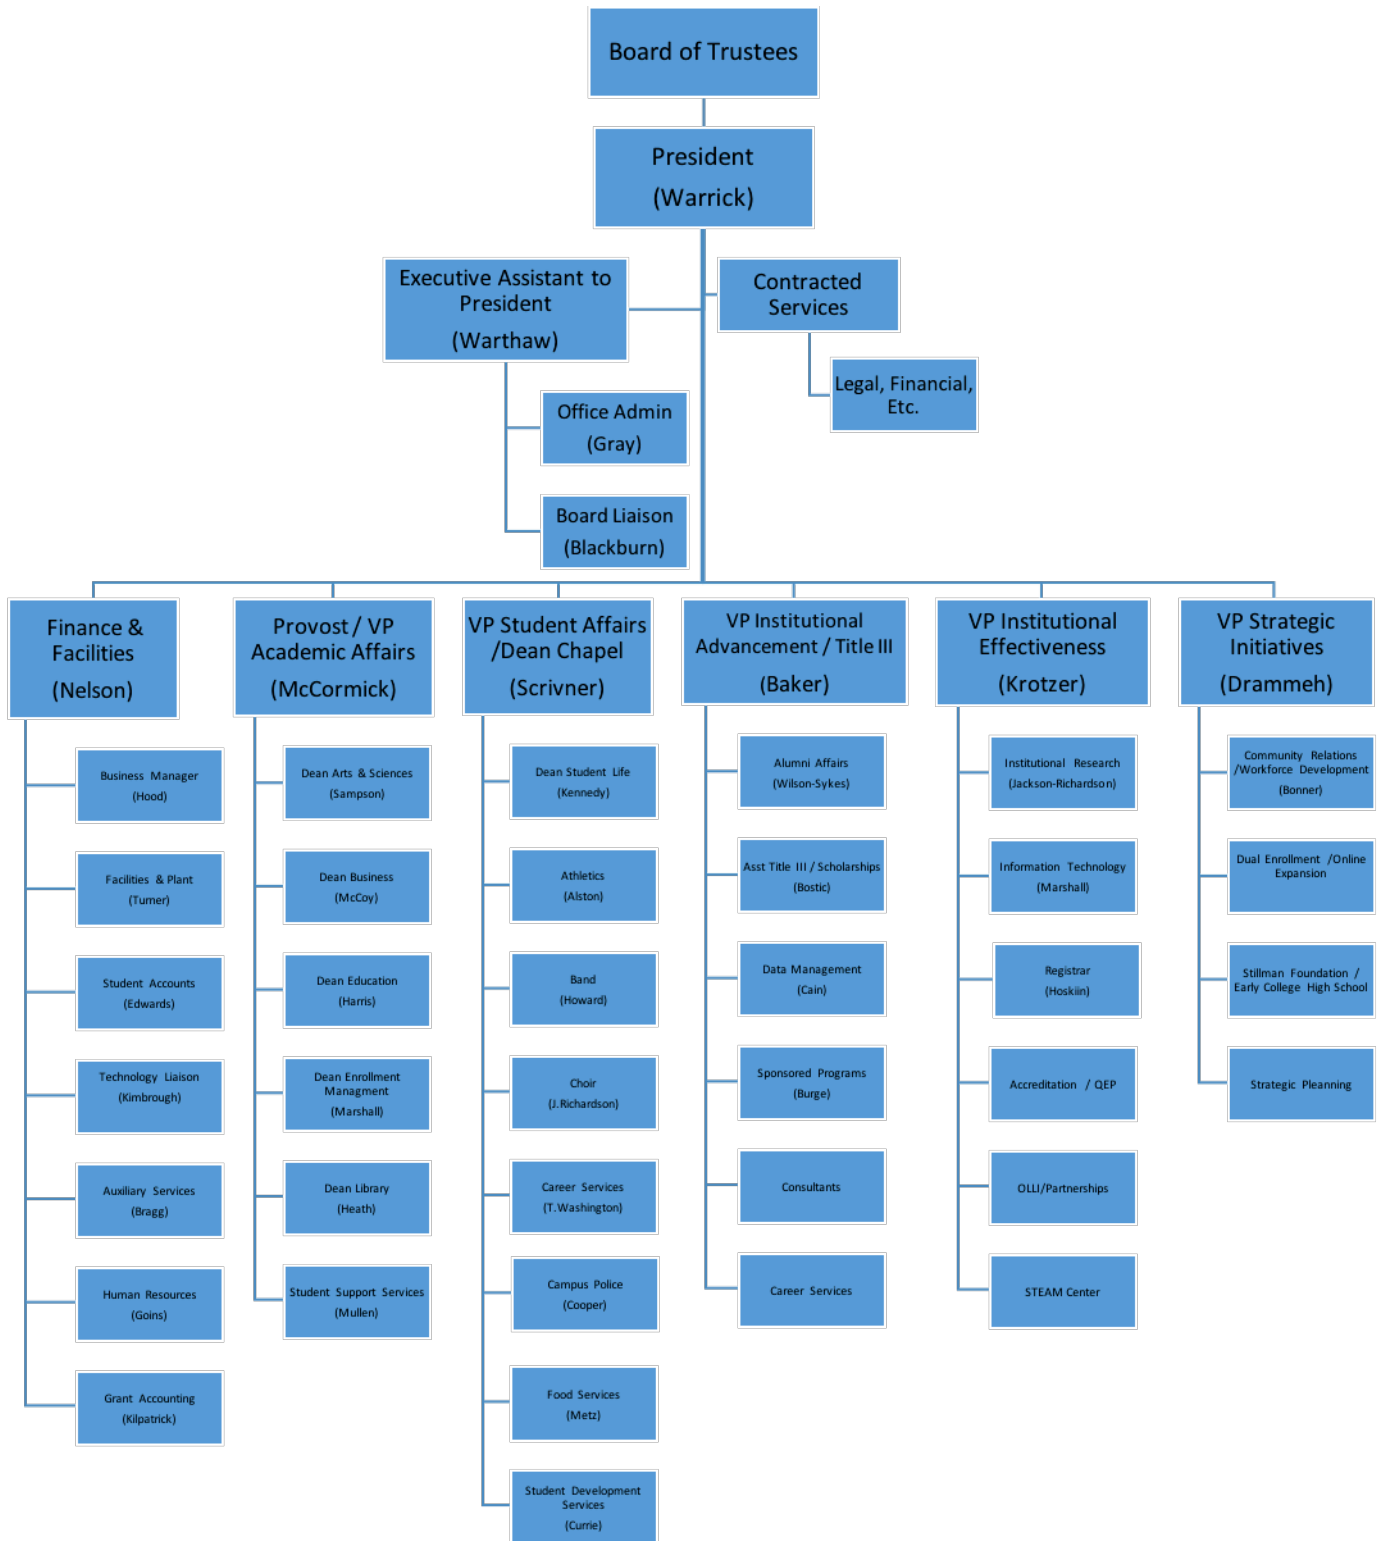 Board of Trustees
President
(Warrick)
Executive Assistant to
President
(Warthaw)
Contracted
Services
Legal, Financial,
Etc.
Office Admin
(Gray)
Board Liaison
(Blackburn)
Finance &
Facilities
(Nelson)
Business Manager
(Hood)
Facilities & Plant
(Turner)
Student Accounts
(Edwards)
Technology Liaison
(Kimbrough)
Auxiliary Services
(Bragg)
Human Resources
(Goins)
Grant Accounting
(Kilpatrick)
Provost / VP
Academic Affairs
(McCormick)
Dean Arts & Sciences
(Sampson)
Dean Business
(McCoy)
Dean Education
(Harris)
Dean Enrollment
Managment
(Marshall)
Dean Library
(Heath)
Student Support Services
(Mullen)
VP Student Affairs
/Dean Chapel
(Scrivner)
Dean Student Life
(Kennedy)
Athletics
(Alston)
Band
(Howard)
Choir
(J.Richardson)
Career Services
(T.Washington)
Campus Police
(Cooper)
Food Services
(Metz)
Student Development
Services
(Currie)
VP Institutional
Advancement / Title III
(Baker)
Alumni Affairs
(Wilson-Sykes)
Asst Title III / Scholarships
(Bostic)
Data Management
(Cain)
Sponsored Programs
(Burge)
Consultants
Career Services
VP Institutional
Effectiveness
(Krotzer)
Institutional Research
(Jackson-Richardson)
Information Technology
(Marshall)
Registrar
(Hoskiin)
Accreditation / QEP
OLLI/Partnerships
STEAM Center
VP Strategic
Initiatives
(Drammeh)
Community Relations
/Workforce Development
(Bonner)
Dual Enrollment /Online
Expansion
Stillman Foundation /
Early College High School
Strategic Pleanning